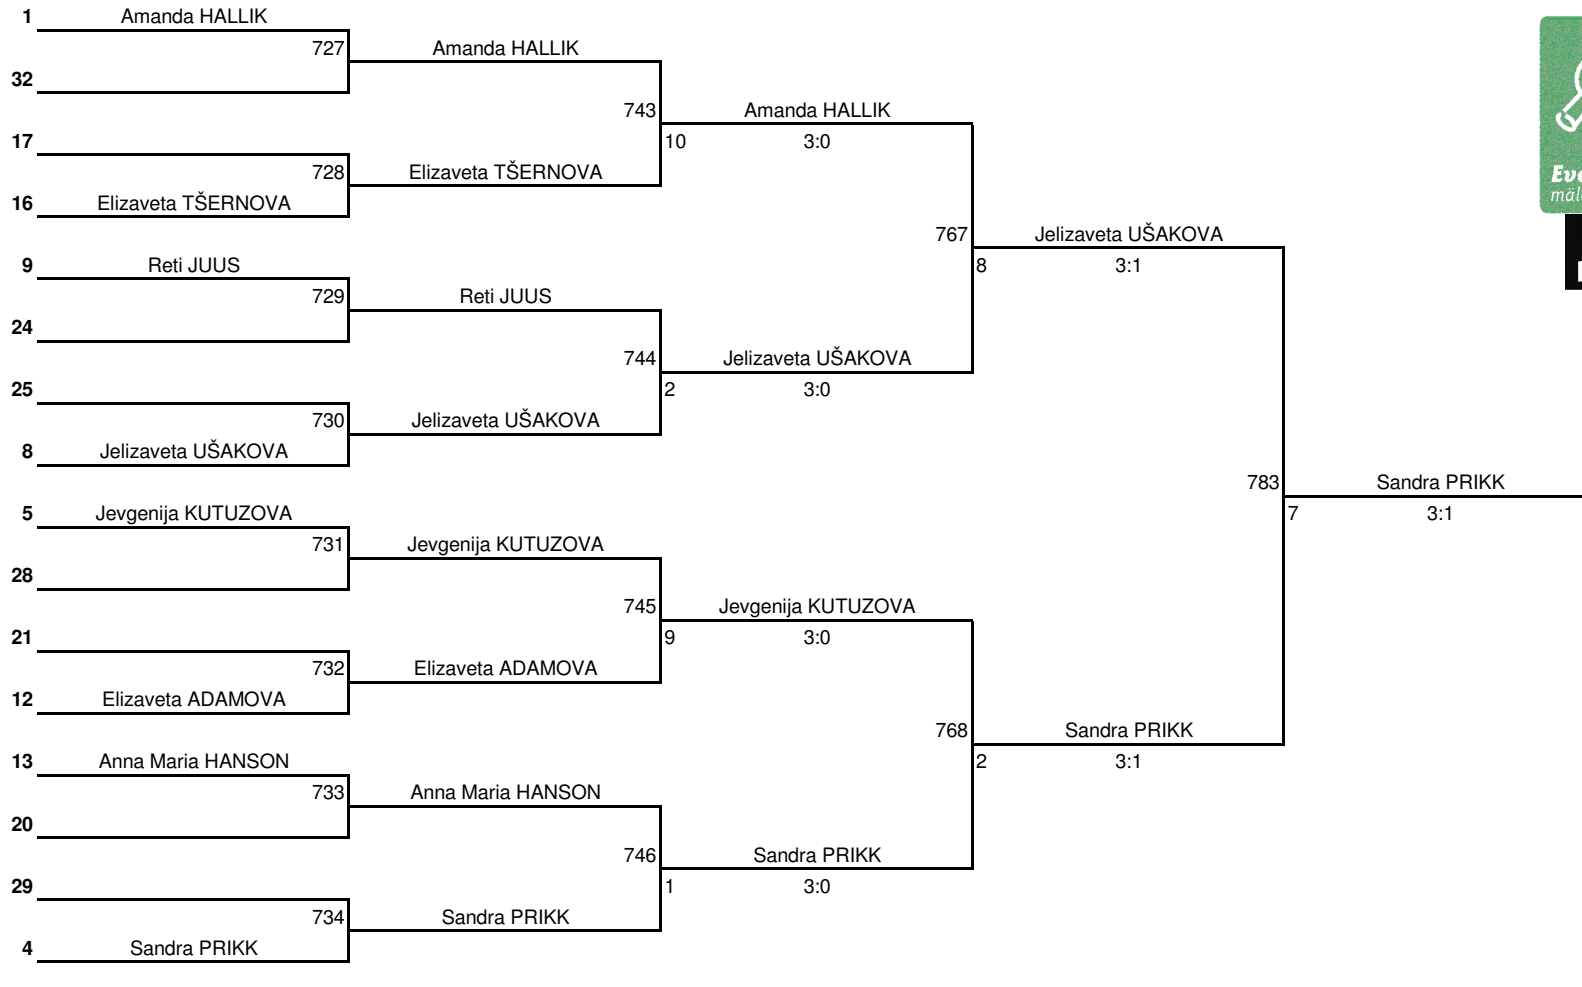 1 Amanda HALLIK
727 Amanda HALLIK
32
743 Amanda HALLIK
17 10 3:0
728 Elizaveta TŠERNOVA
16 Elizaveta TŠERNOVA
767 Jelizaveta UŠAKOVA
9 Reti JUUS 8 3:1
729 Reti JUUS
24
744 Jelizaveta UŠAKOVA
25 2 3:0
730 Jelizaveta UŠAKOVA
8 Jelizaveta UŠAKOVA
783 Sandra PRIKK
5 Jevgenija KUTUZOVA 7 3:1
731 Jevgenija KUTUZOVA
28
745 Jevgenija KUTUZOVA
21 9 3:0
732 Elizaveta ADAMOVA
12 Elizaveta ADAMOVA
768 Sandra PRIKK
13 Anna Maria HANSON 2 3:1
733 Anna Maria HANSON
20
746 Sandra PRIKK
29 1 3:0
734 Sandra PRIKK
4 Sandra PRIKK